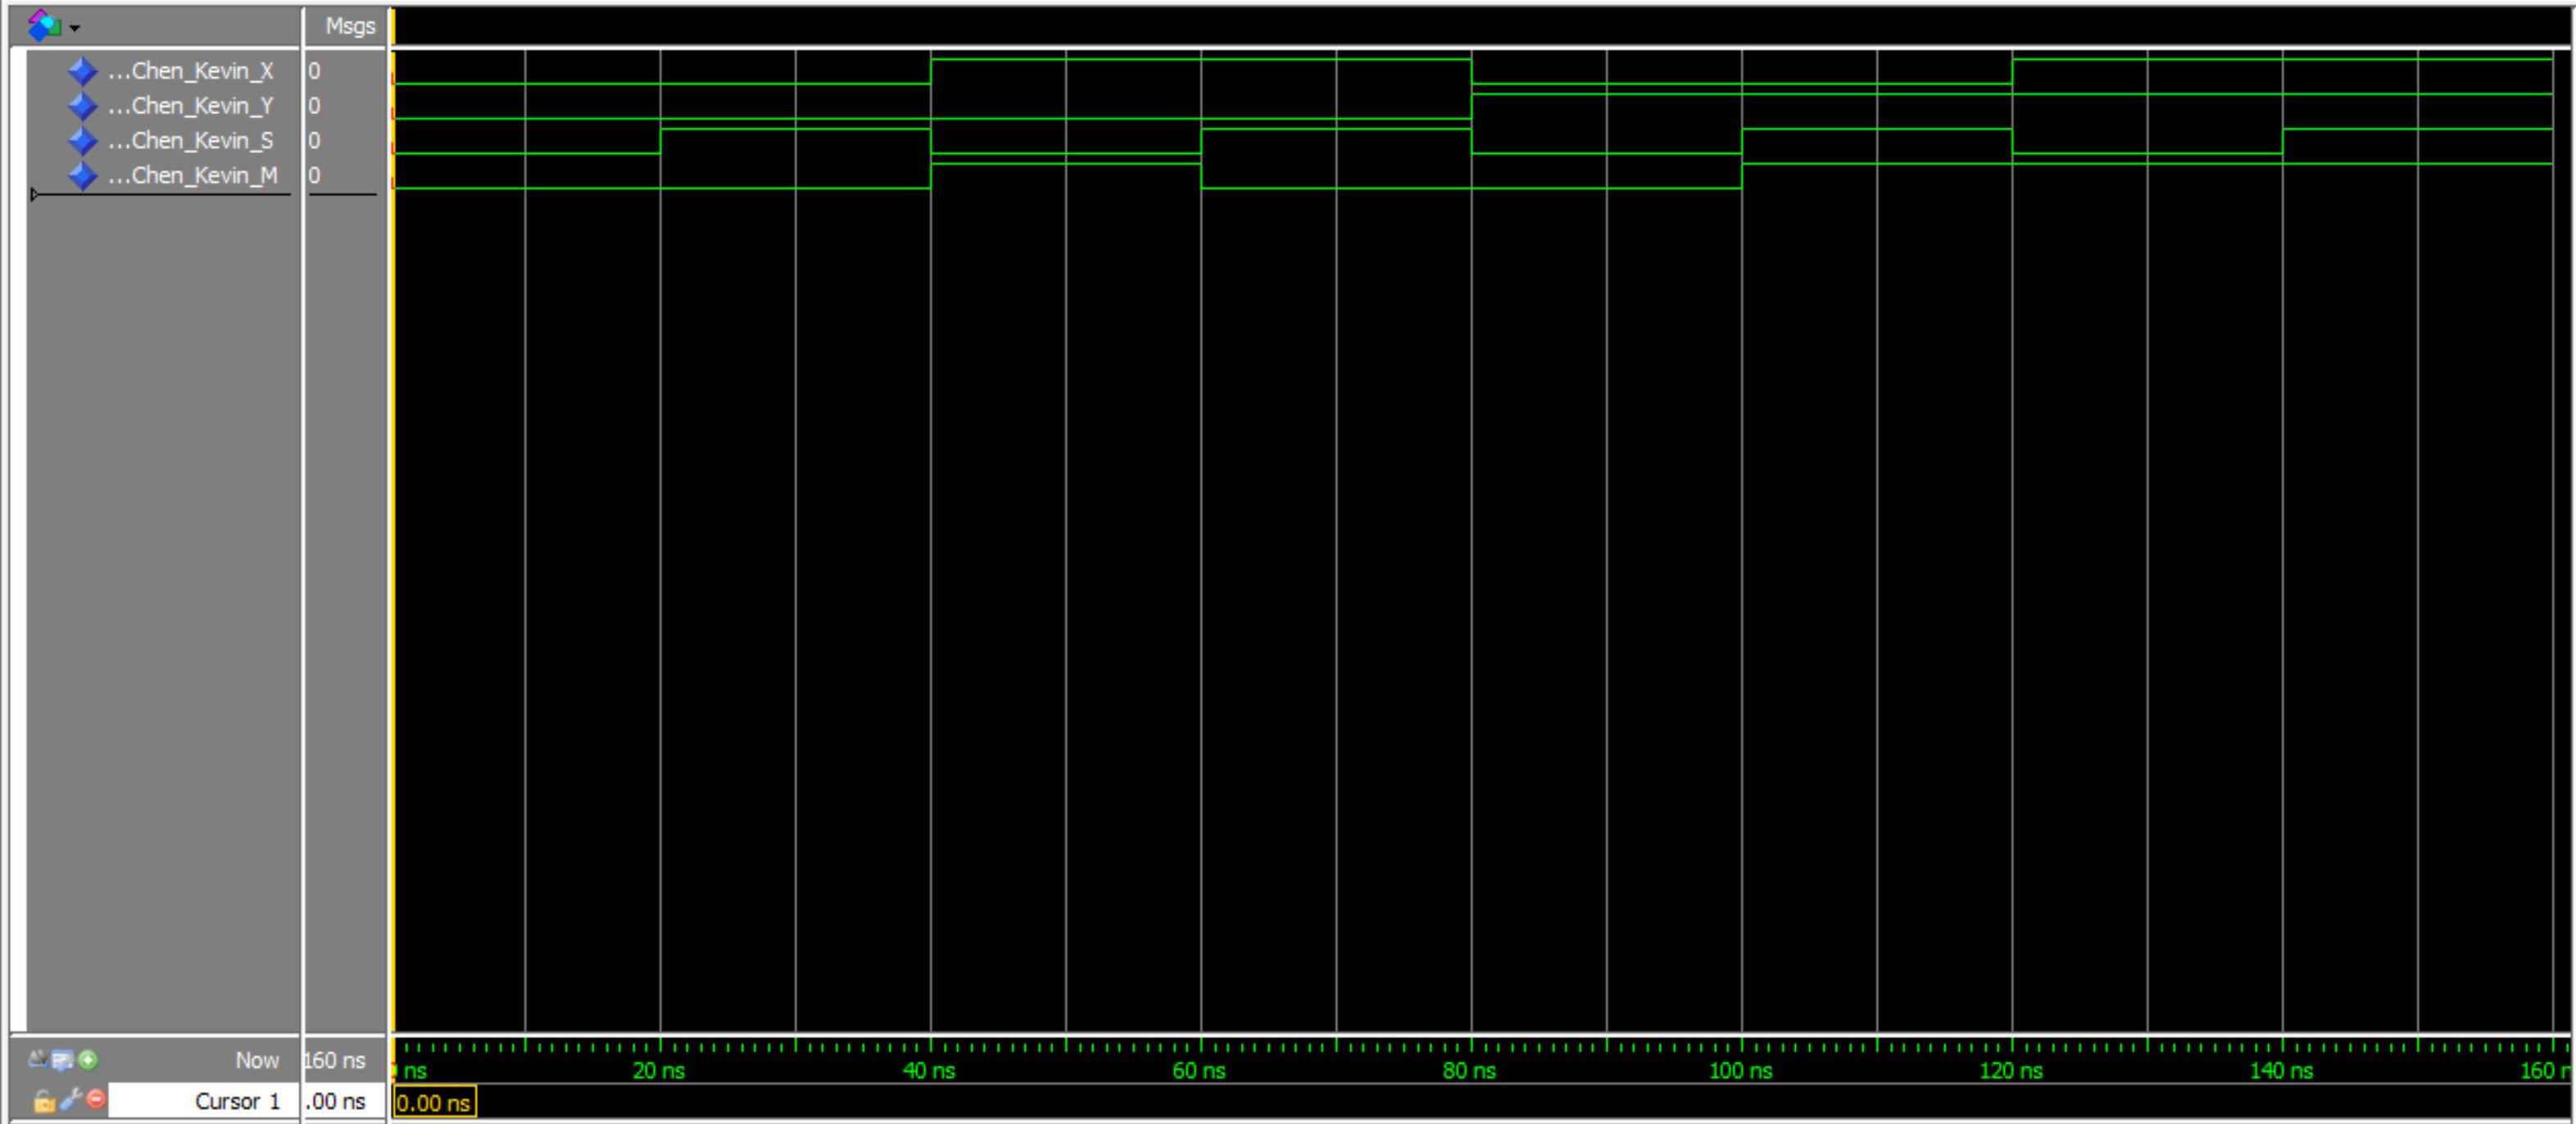 Msgs
...Chen_Kevin_X 0
...Chen_Kevin_Y 0
...Chen_Kevin_S 0
...Chen_Kevin_M 0
Now 160 ns ns 20 ns 40 ns 60 ns 80 ns 100 ns 120 ns 140 ns 160 n
Cursor 1 .00 ns 0.00 ns